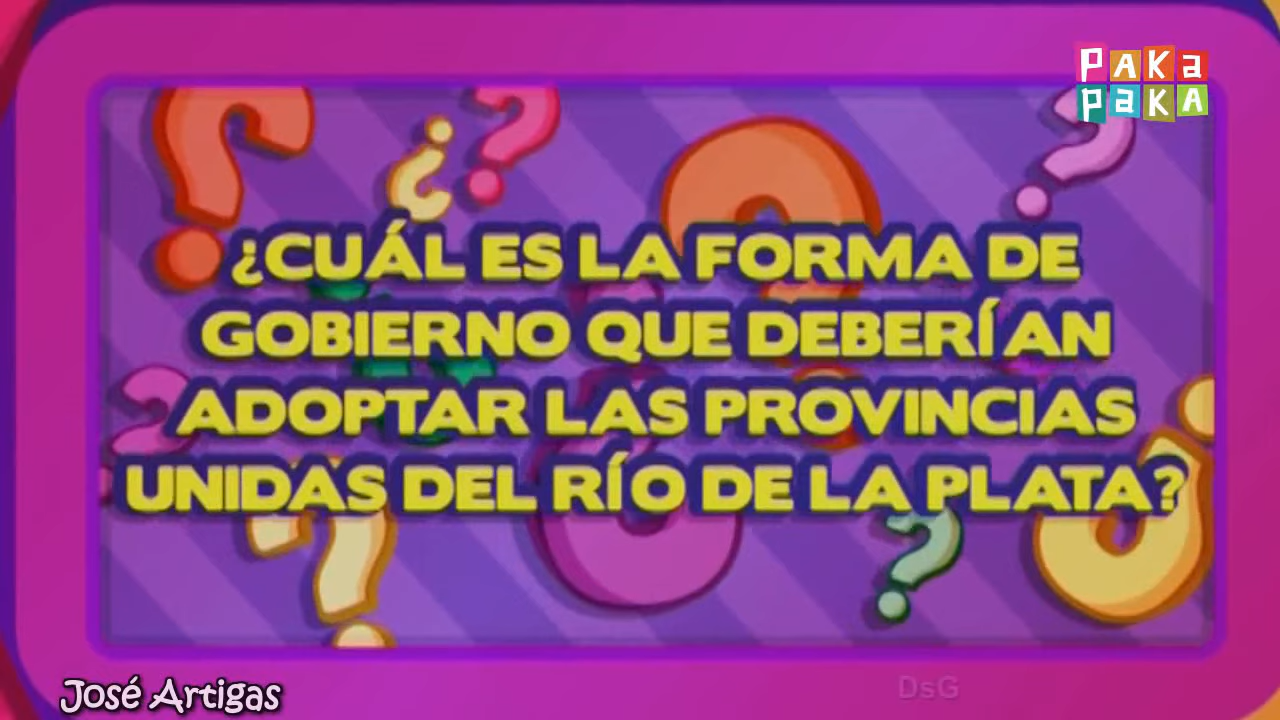 PAKA
PAKA
¿CUÁL ES LA FORMA DE
GOBIERNO QUE DEBERÍAN
ADOPTAR LAS PROVINCIAS
UNIDAS DEL RÍO DE LA PLATA?
José Artigas
DsG